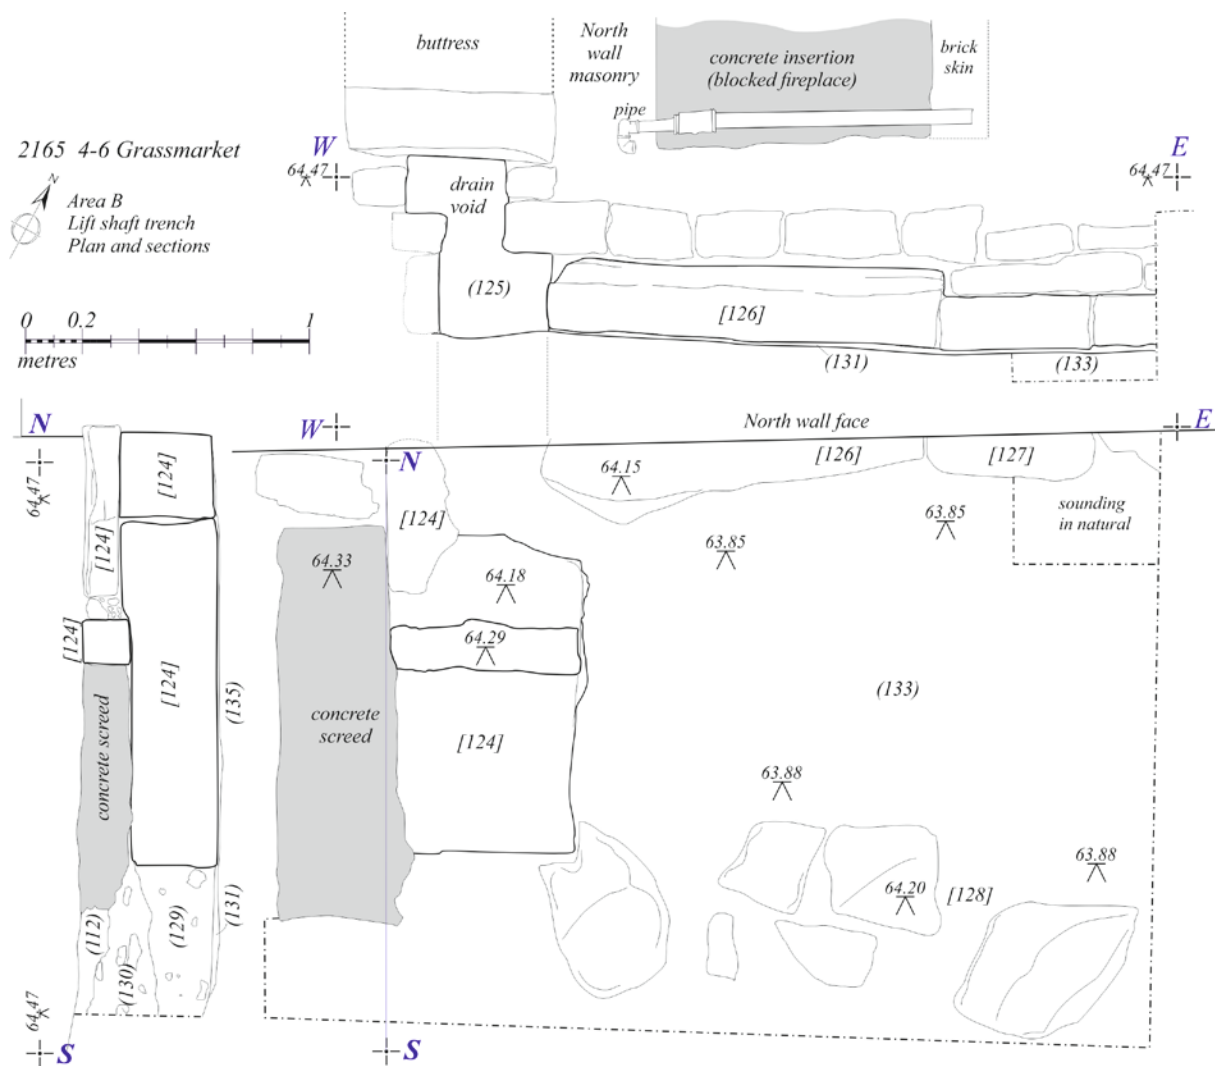 buttress
North
wall
masonry
concrete insertion
(blocked fireplace)
brick
skin
pipe
2165 4-6 Grassmarket
N
Area B
Lift shaft trench
Plan and sections
W
64.47
drain
void
E
64.47
(125)
[126]
(131)
(133)
0 0.2 1
metres
N
W
North wall face
E
64.47
[124]
[124]
[124]
[124]
(135)
concrete screed
(112)
(130)
(129)
(131)
64.47
S
N
[124]
64.15
[126]
[127]
sounding
in natural
64.33
64.18
63.85
63.85
64.29
concrete
screed
[124]
(133)
63.88
63.88
64.20
[128]
S